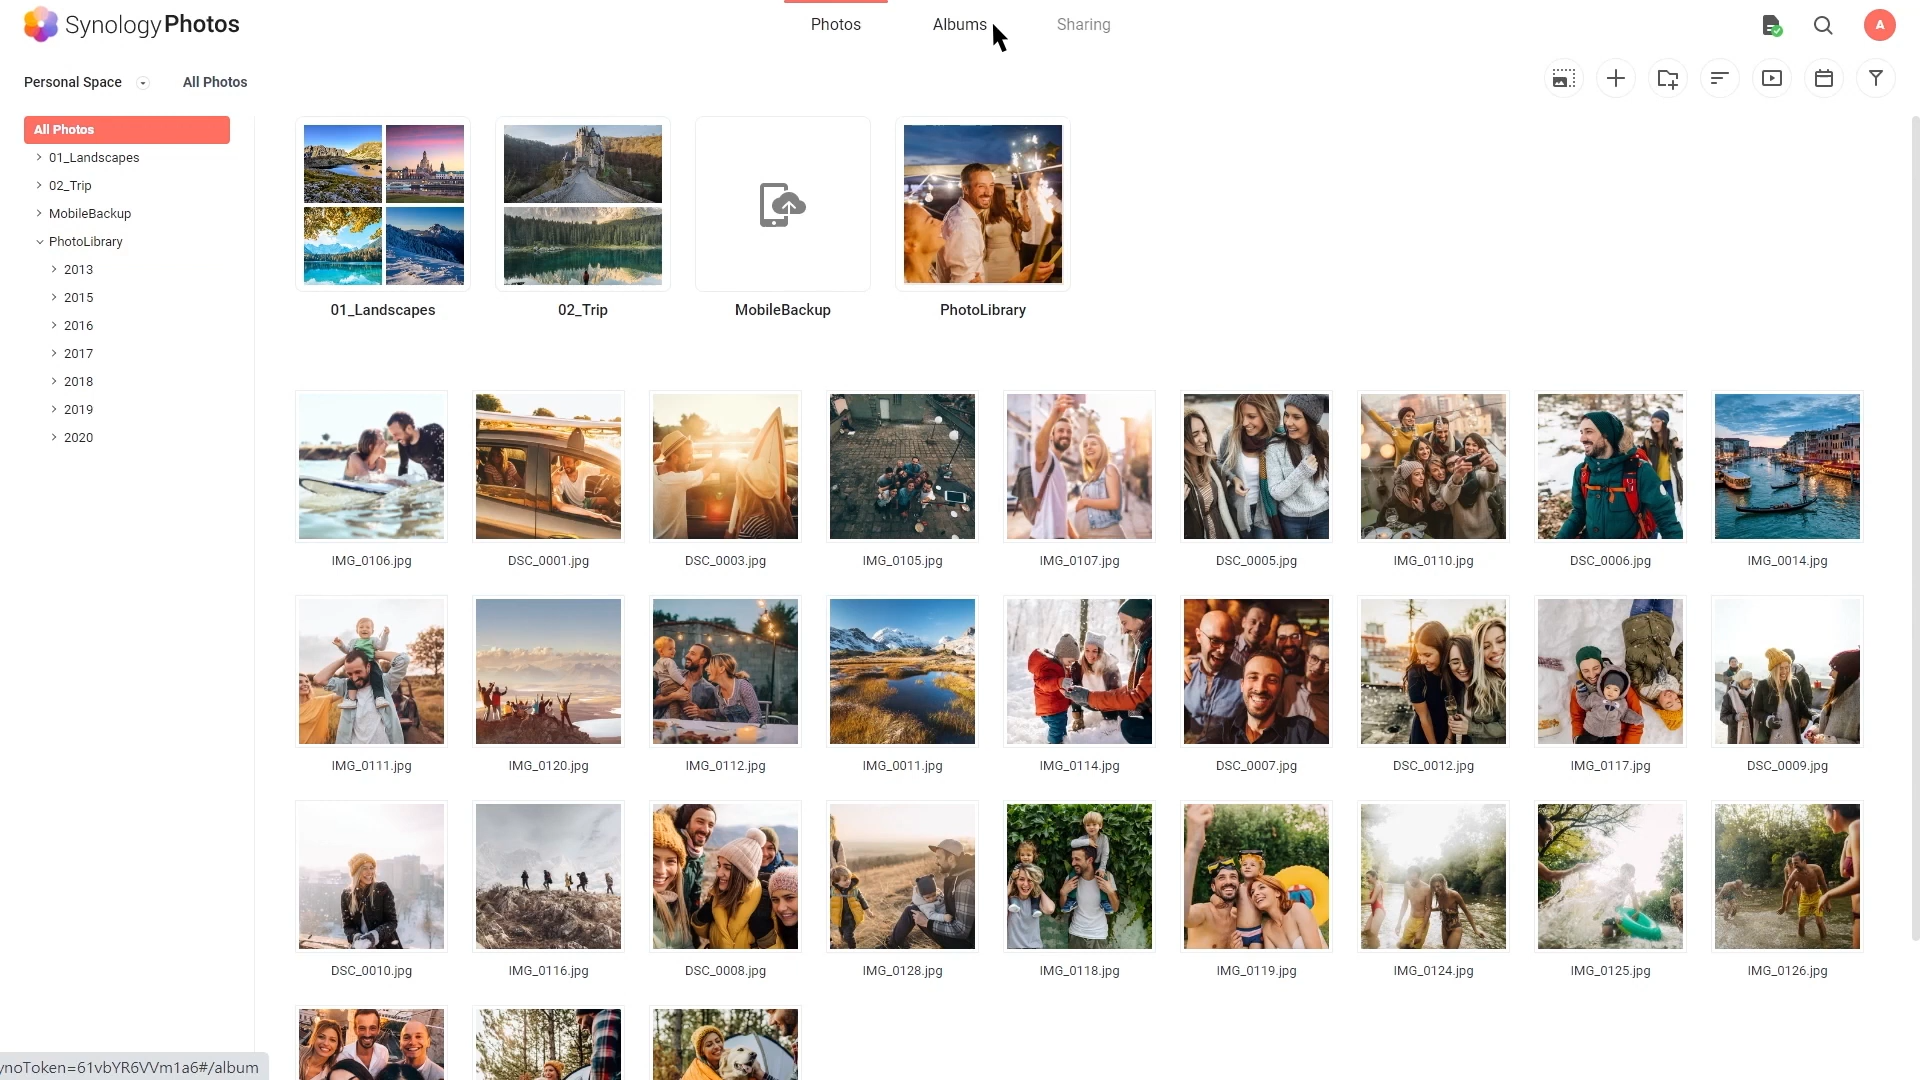 Synology Photos
Photos
Albums
Sharing
A
Personal Space
All Photos
All Photos
01_Landscapes
02_Trip
MobileBackup
PhotoLibrary
2013
2015
2016
2017
2018
2019
2020
01_Landscapes
02_Trip
MobileBackup
PhotoLibrary
IMG_0106.jpg
DSC_0001.jpg
DSC_0003.jpg
IMG_0105.jpg
IMG_0107.jpg
DSC_0005.jpg
IMG_0110.jpg
DSC_0006.jpg
IMG_0014.jpg
IMG_0111.jpg
IMG_0120.jpg
IMG_0112.jpg
IMG_0011.jpg
IMG_0114.jpg
DSC_0007.jpg
DSC_0012.jpg
IMG_0117.jpg
DSC_0009.jpg
DSC_0010.jpg
IMG_0116.jpg
DSC_0008.jpg
IMG_0128.jpg
IMG_0118.jpg
IMG_0119.jpg
IMG_0124.jpg
IMG_0125.jpg
IMG_0126.jpg
ynoToken=61vbYR6VVm1a6#/album